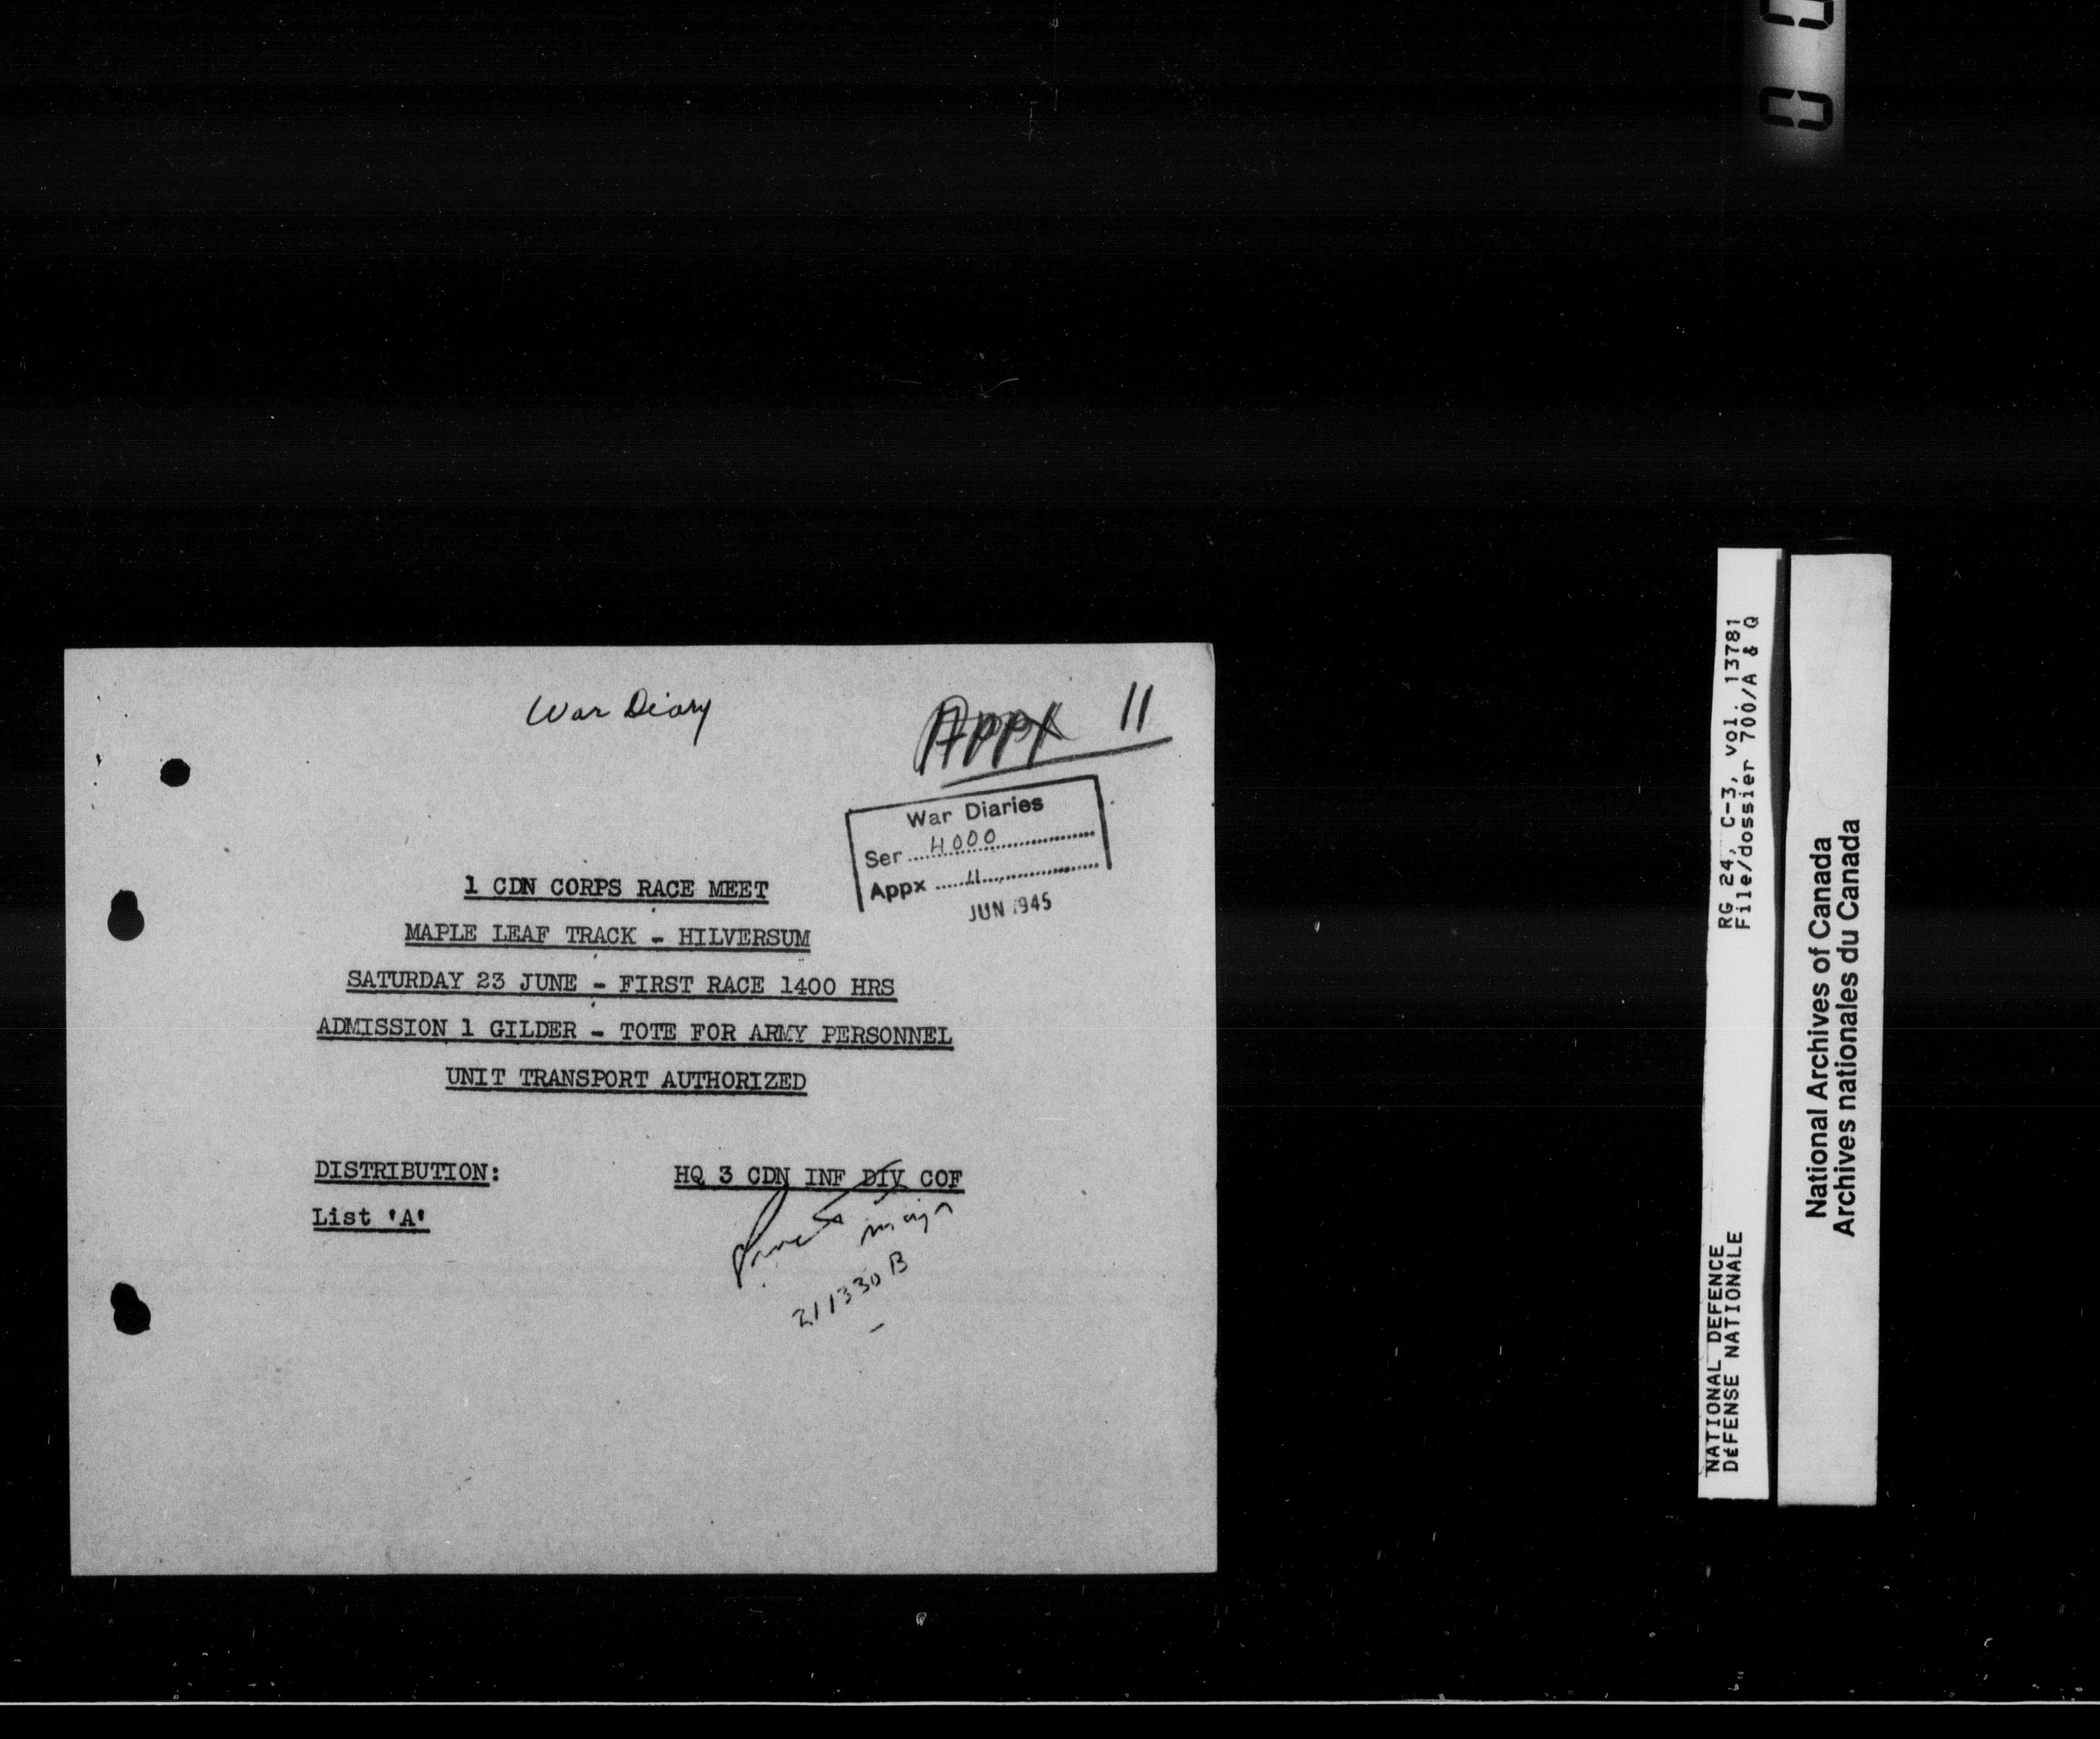 War Diary
Appx 11
War Diaries
Ser 4000
Appx 11
JUN 1945
1 CDN CORPS RACE MEET
MAPLE LEAF TRACK - HILVERSUM
SATURDAY 23 JUNE - FIRST RACE 1400 HRS
ADMISSION 1 GILDER - TOTE FOR ARMY PERSONNEL
UNIT TRANSPORT AUTHORIZED
DISTRIBUTION:
List 'A'
HQ 3 CDN INF DIV COF
major
211330 B
RG 24, C-3, vol. 13781
File/dossier 700/A & Q
NATIONAL DEFENCE
DÉFENSE NATIONALE
National Archives of Canada
Archives nationales du Canada